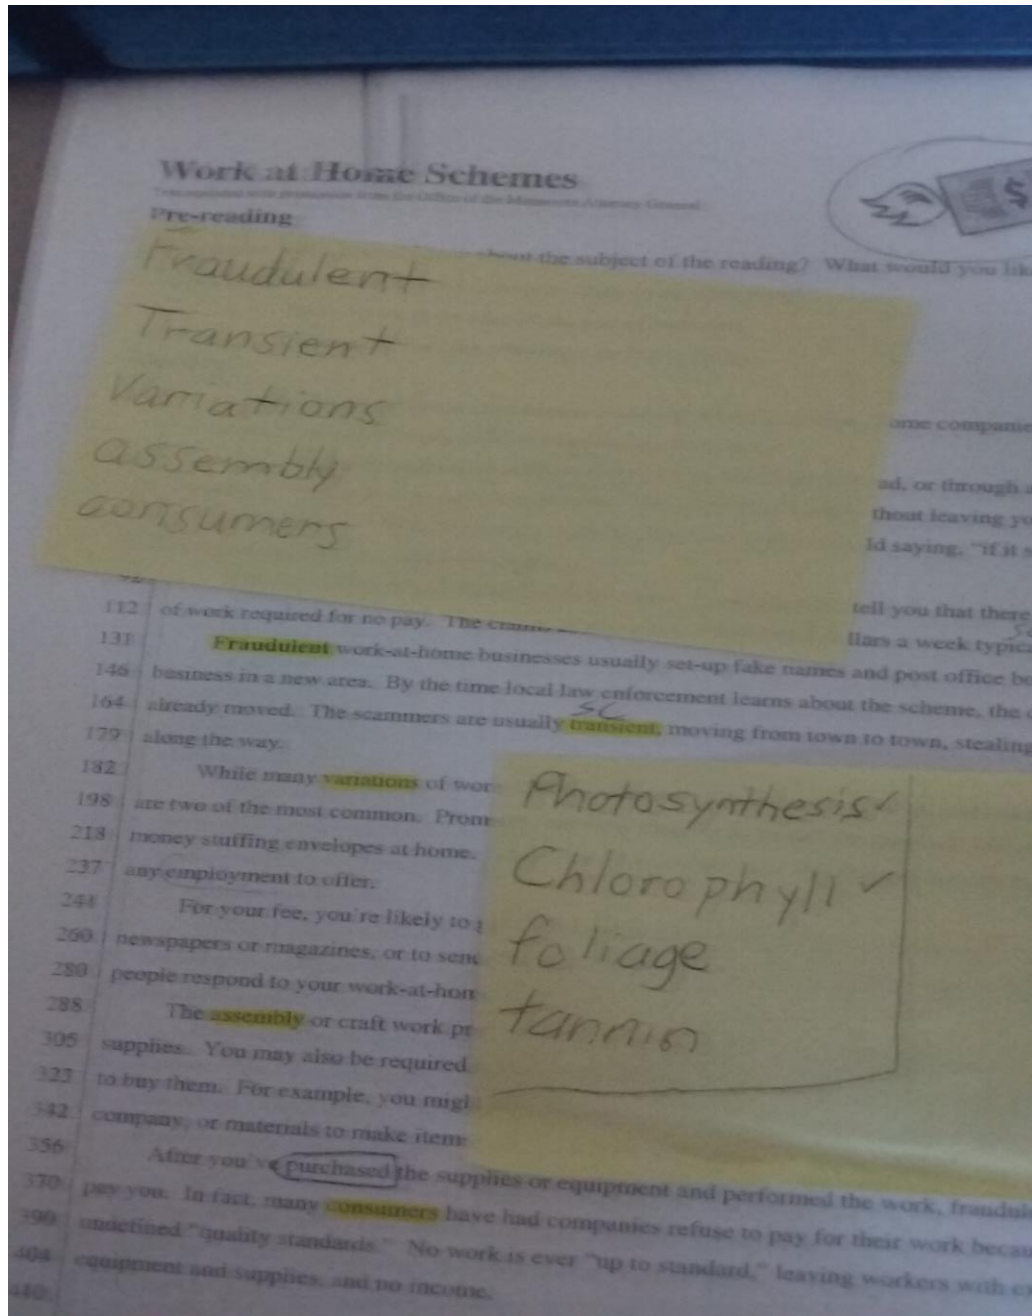 Work at Home Schemes
Pre-reading
about the subject of the reading? What would you lik
$
Fraudulent
Transient
Variations
assembly
consumers
ome companie
ad, or through a
thout leaving yo
ld saying, "if it s
tell you that there
112 of work required for no pay. The
llars a week typica
131 Fraudulent work-at-home businesses usually set-up fake names and post office bo
146 business in a new area. By the time local law enforcement learns about the scheme, the
SC
164 already moved. The scammers are usually transient, moving from town to town, stealing
179 along the way.
182 While many variations of wor
198 are two of the most common. Prom
218 money stuffing envelopes at home.
237 any employment to offer.
244 For your fee, you're likely to
260 newspapers or magazines, or to send
280 people respond to your work-at-hom
288 The assembly or craft work pr
305 supplies. You may also be required
323 to buy them. For example, you migh
342 company, or materials to make item
Photosynthesis ✓
Chlorophyll ✓
foliage
tannin
356 After you've purchased the supplies or equipment and performed the work, fraudule
370 pay you. In fact, many consumers have had companies refuse to pay for their work becau
390 undefined "quality standards." No work is ever "up to standard," leaving workers with
404 equipment and supplies, and no income.
410